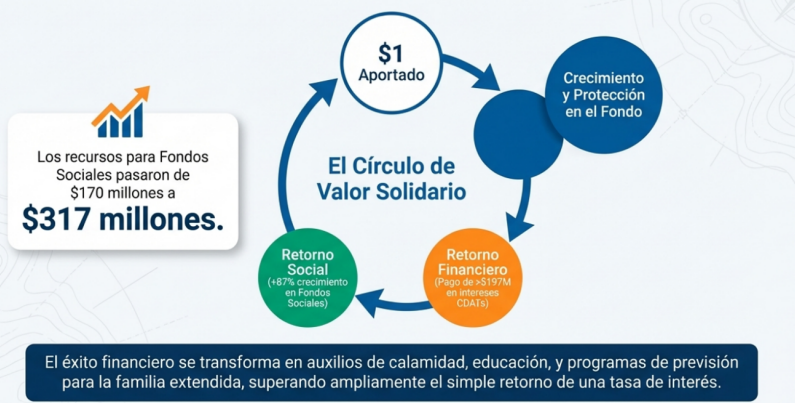 $1
Aportado
Crecimiento
y Protección
en el Fondo
Los recursos para Fondos
Sociales pasaron de
$170 millones a
$317 millones.
El Círculo de
Valor Solidario
Retorno
Social
(+87% crecimiento
en Fondos
Sociales)
Retorno
Financiero
(Pago de >$197M
en intereses
CDATs)
El éxito financiero se transforma en auxilios de calamidad, educación, y programas de previsión
para la familia extendida, superando ampliamente el simple retorno de una tasa de interés.